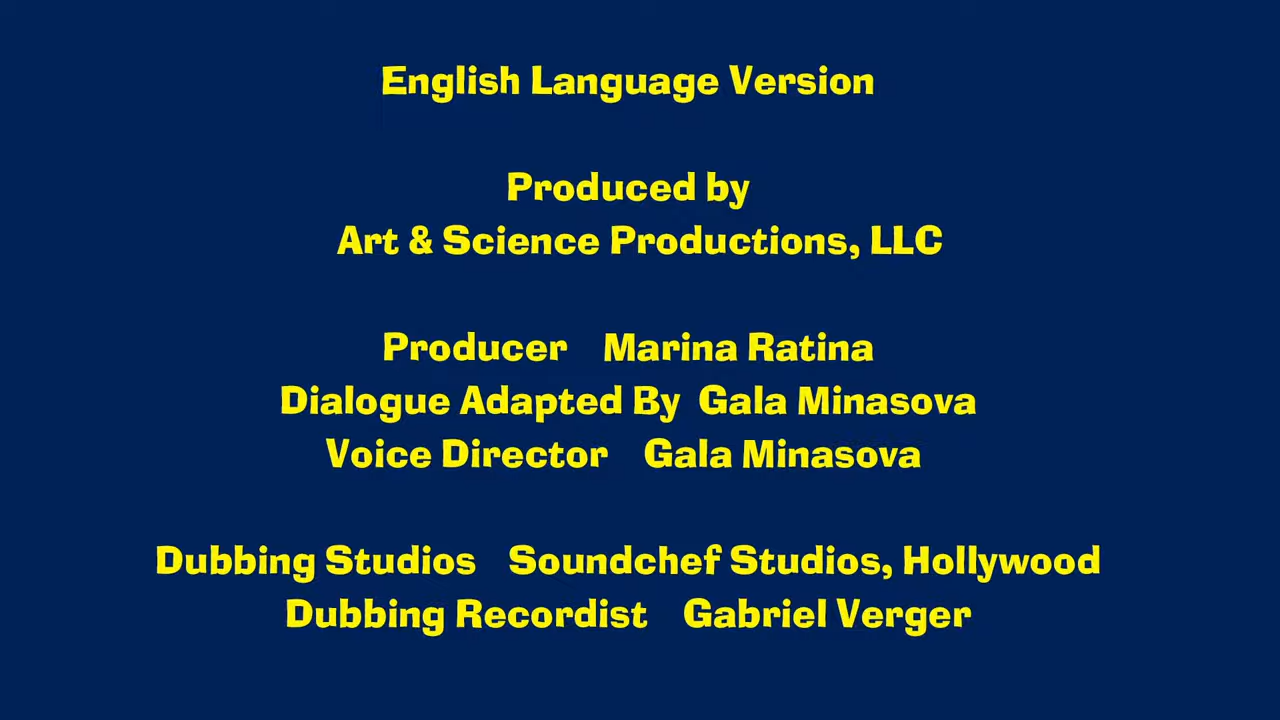 English Language Version
Produced by
Art & Science Productions, LLC
Producer Marina Ratina
Dialogue Adapted By Gala Minasova
Voice Director Gala Minasova
Dubbing Studios Soundchef Studios, Hollywood
Dubbing Recordist Gabriel Verger